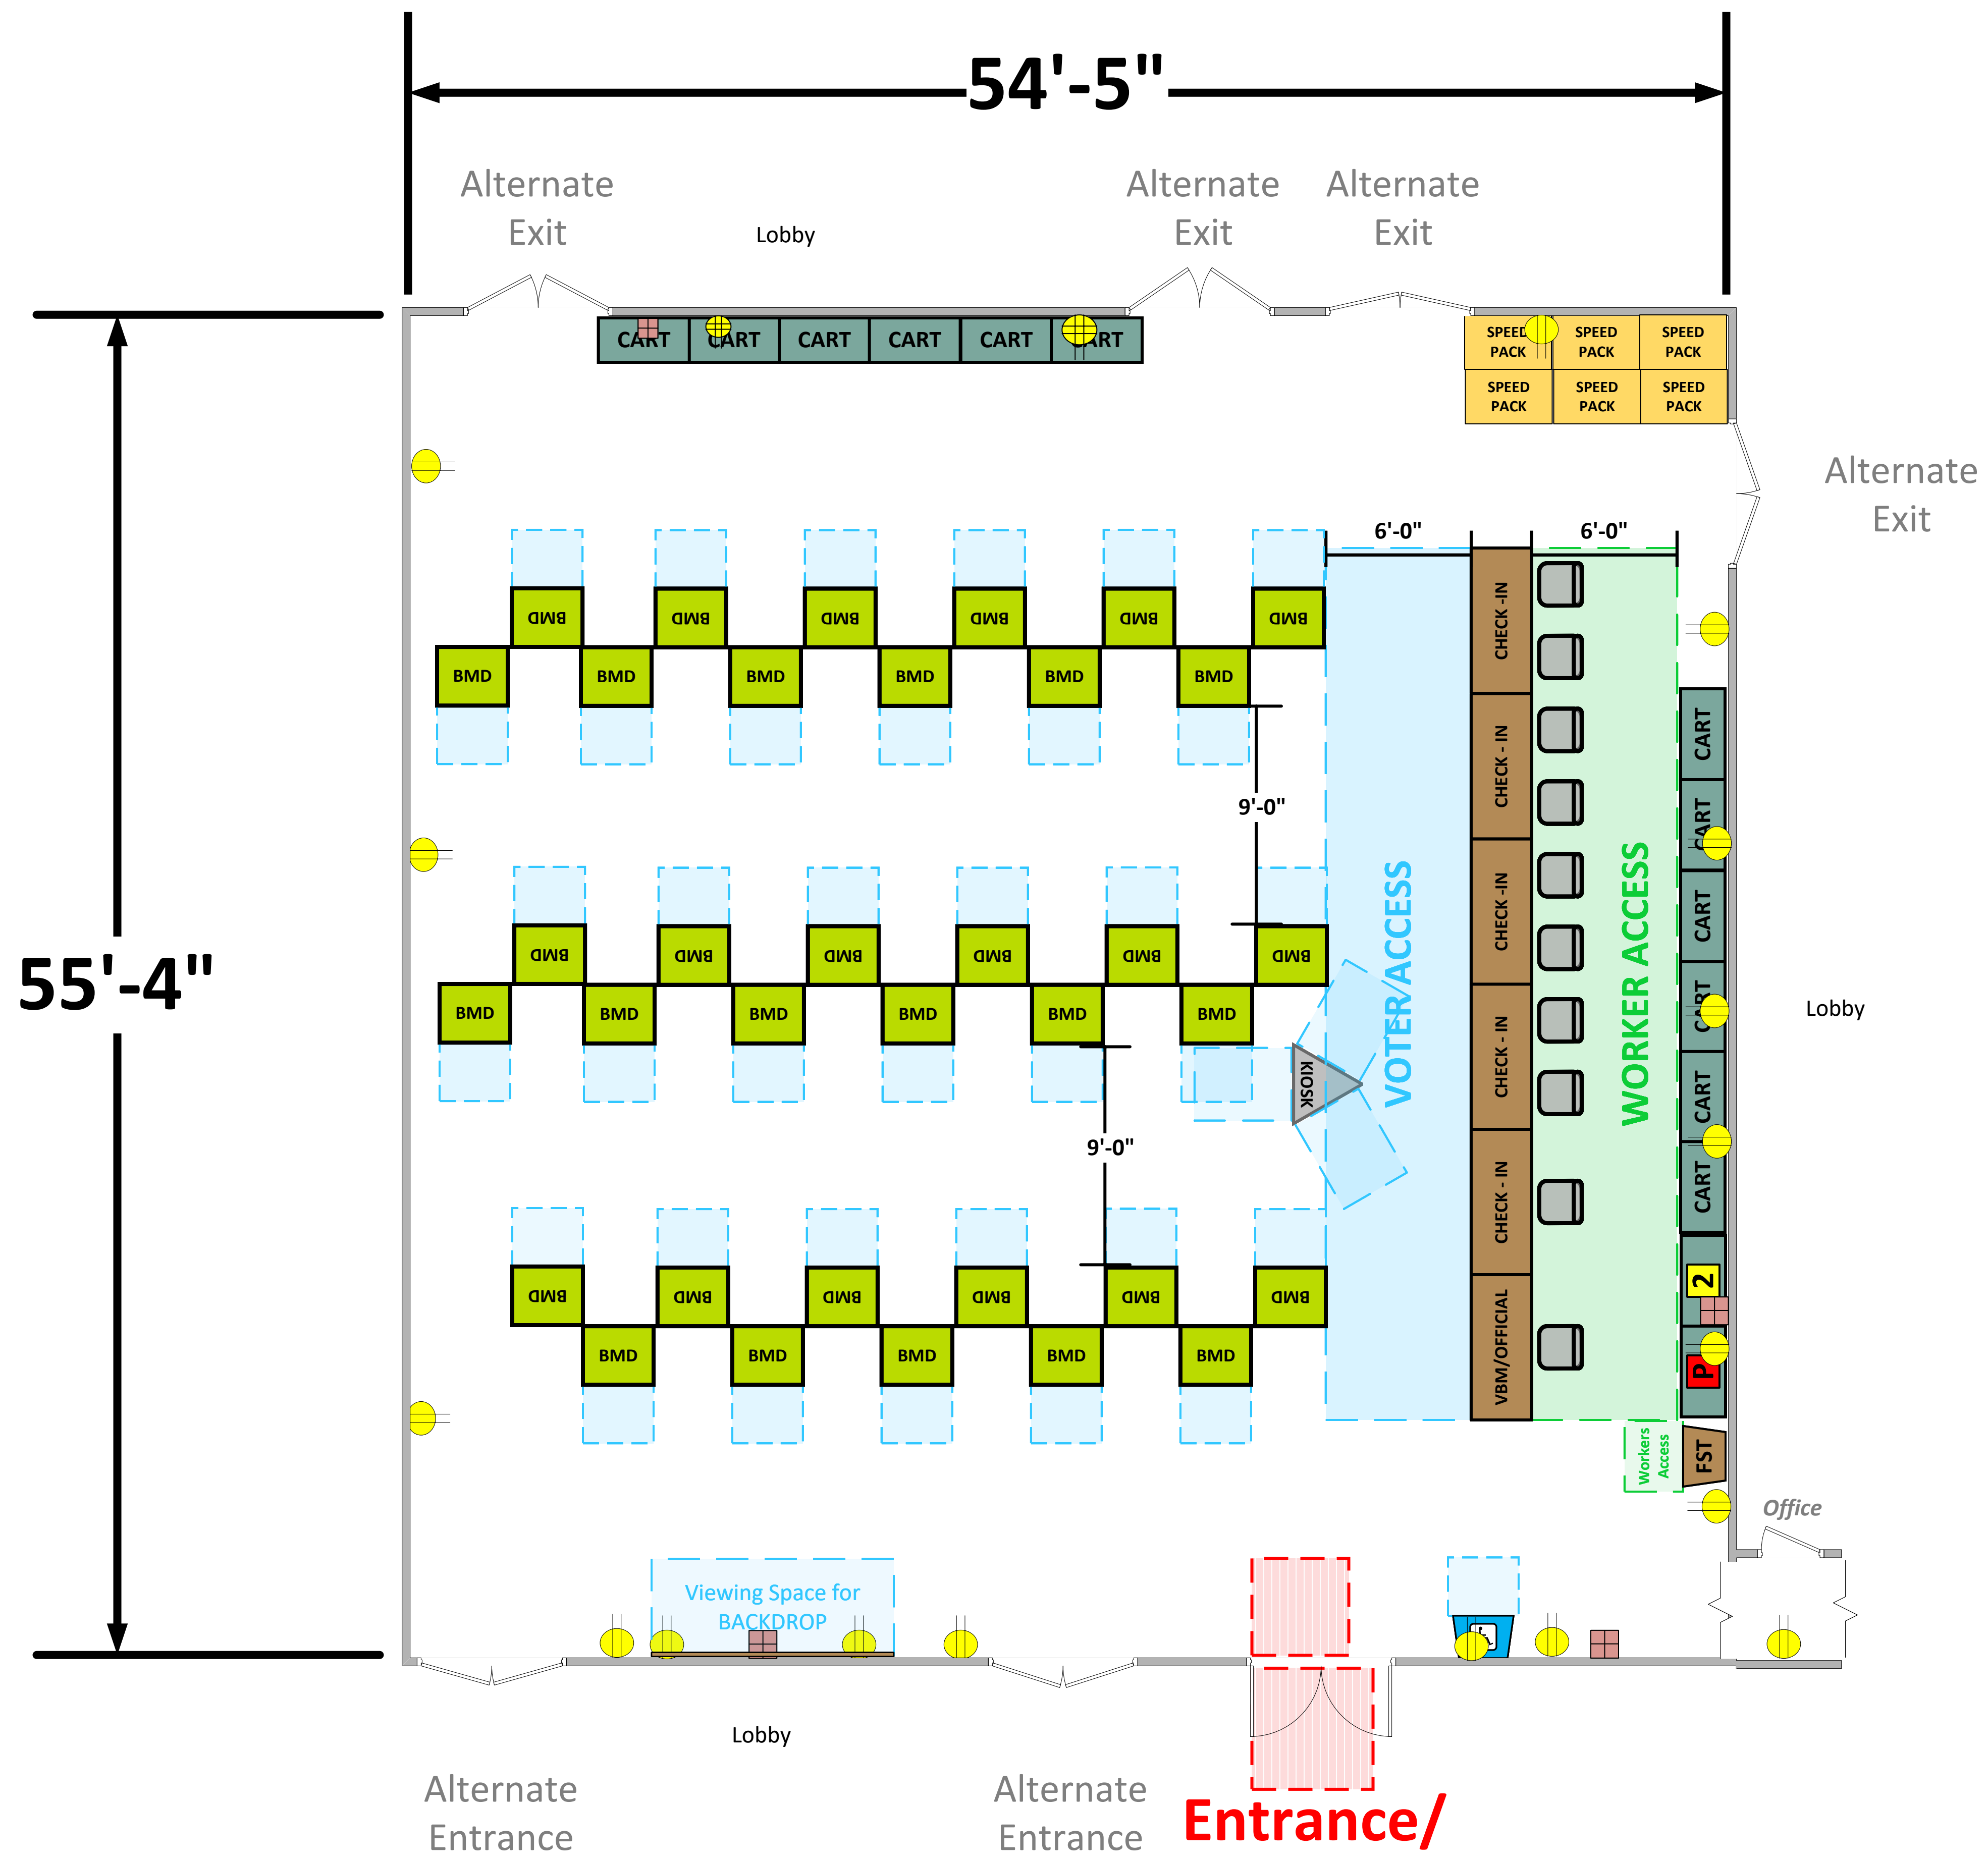 54'-5"
Alternate
Exit
Lobby
Alternate
Exit
Alternate
Exit
CART
CART
CART
CART
CART
CART
SPEED
PACK
SPEED
PACK
SPEED
PACK
SPEED
PACK
SPEED
PACK
SPEED
PACK
Alternate
Exit
6'-0"
6'-0"
BMD
BMD
BMD
BMD
BMD
BMD
BMD
BMD
BMD
BMD
BMD
BMD
9'-0"
BMD
BMD
BMD
BMD
BMD
BMD
BMD
BMD
BMD
BMD
BMD
BMD
KIOSK
9'-0"
BMD
BMD
BMD
BMD
BMD
BMD
BMD
BMD
BMD
BMD
BMD
VOTER ACCESS
CHECK -IN
CHECK - IN
CHECK -IN
CHECK - IN
CHECK - IN
VBM/OFFICIAL
WORKER ACCESS
CART
CART
CART
CART
CART
CART
2
P
Workers
Access
FST
55'-4"
Lobby
Office
Viewing Space for
BACKDROP
Lobby
Alternate
Entrance
Alternate
Entrance
Entrance/